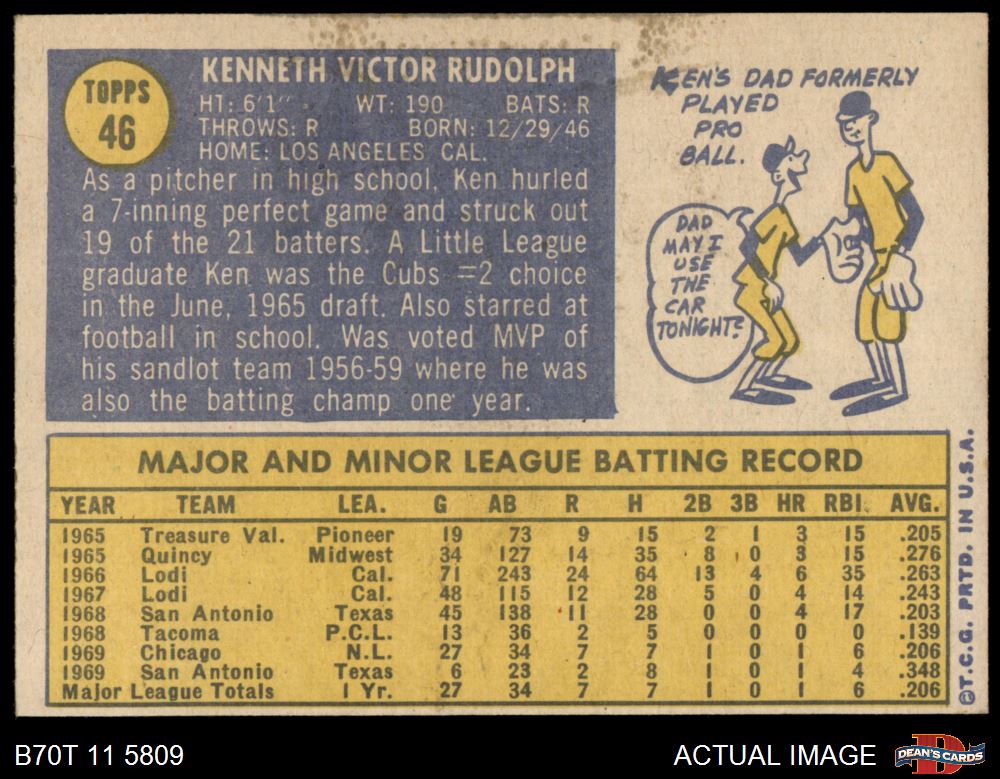 TOPPS
46
KENNETH VICTOR RUDOLPH
HT: 6'1" WT: 190 BATS: R
THROWS: R BORN: 12/29/46
HOME: LOS ANGELES CAL.
As a pitcher in high school, Ken hurled
a 7-inning perfect game and struck out
19 of the 21 batters. A Little League
graduate Ken was the Cubs =2 choice
in the June, 1965 draft. Also starred at
football in school. Was voted MVP of
his sandlot team 1956-59 where he was
also the batting champ one year.
KEN'S DAD FORMERLY
PLAYED
PRO
BALL.
DAD
MAY I
USE
THE
CAR
TONIGHT?
MAJOR AND MINOR LEAGUE BATTING RECORD
YEAR TEAM LEA. G AB R H 2B 3B HR RBI. AVG.
1965 Treasure Val. Pioneer 19 73 9 15 2 1 3 15 .205
1965 Quincy Midwest 34 127 14 35 8 0 3 15 .276
1966 Lodi Cal. 71 243 24 64 13 4 6 35 .263
1967 Lodi Cal. 48 115 12 28 5 0 4 14 .243
1968 San Antonio Texas 45 138 11 28 0 0 4 17 .203
1968 Tacoma P.C.L. 13 36 2 5 0 0 0 0 .139
1969 Chicago N.L. 27 34 7 7 1 0 1 6 .206
1969 San Antonio Texas 6 23 2 8 1 0 1 4 .348
Major League Totals 1 Yr. 27 34 7 7 1 0 1 6 .206
©T.C.G. PRTD. IN U.S.A.
B70T 11 5809
ACTUAL IMAGE
DEAN'S CARDS